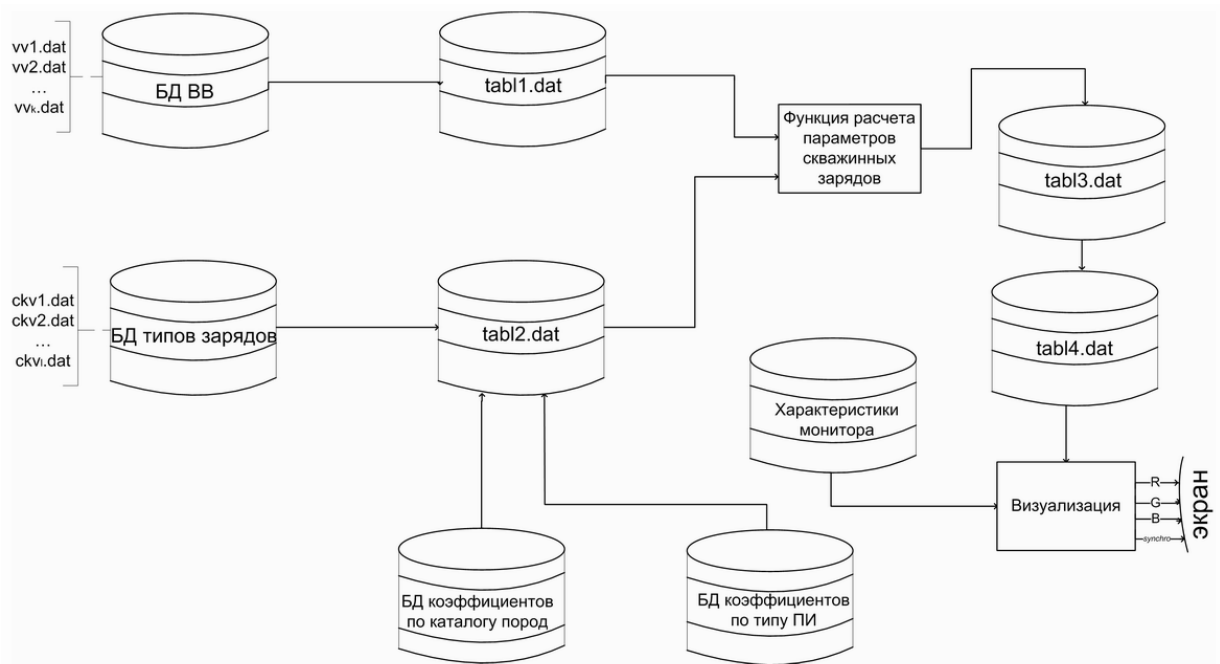 vv1.dat
vv2.dat
...
vvₖ.dat
БД ВВ
tabl1.dat
Функция расчета
параметров
скважинных
зарядов
tabl3.dat
ckv1.dat
ckv2.dat
...
ckvₗ.dat
БД типов зарядов
tabl2.dat
tabl4.dat
Характеристики
монитора
Визуализация
R
G
B
synchro
экран
БД коэффициентов
по каталогу пород
БД коэффициентов
по типу ПИ